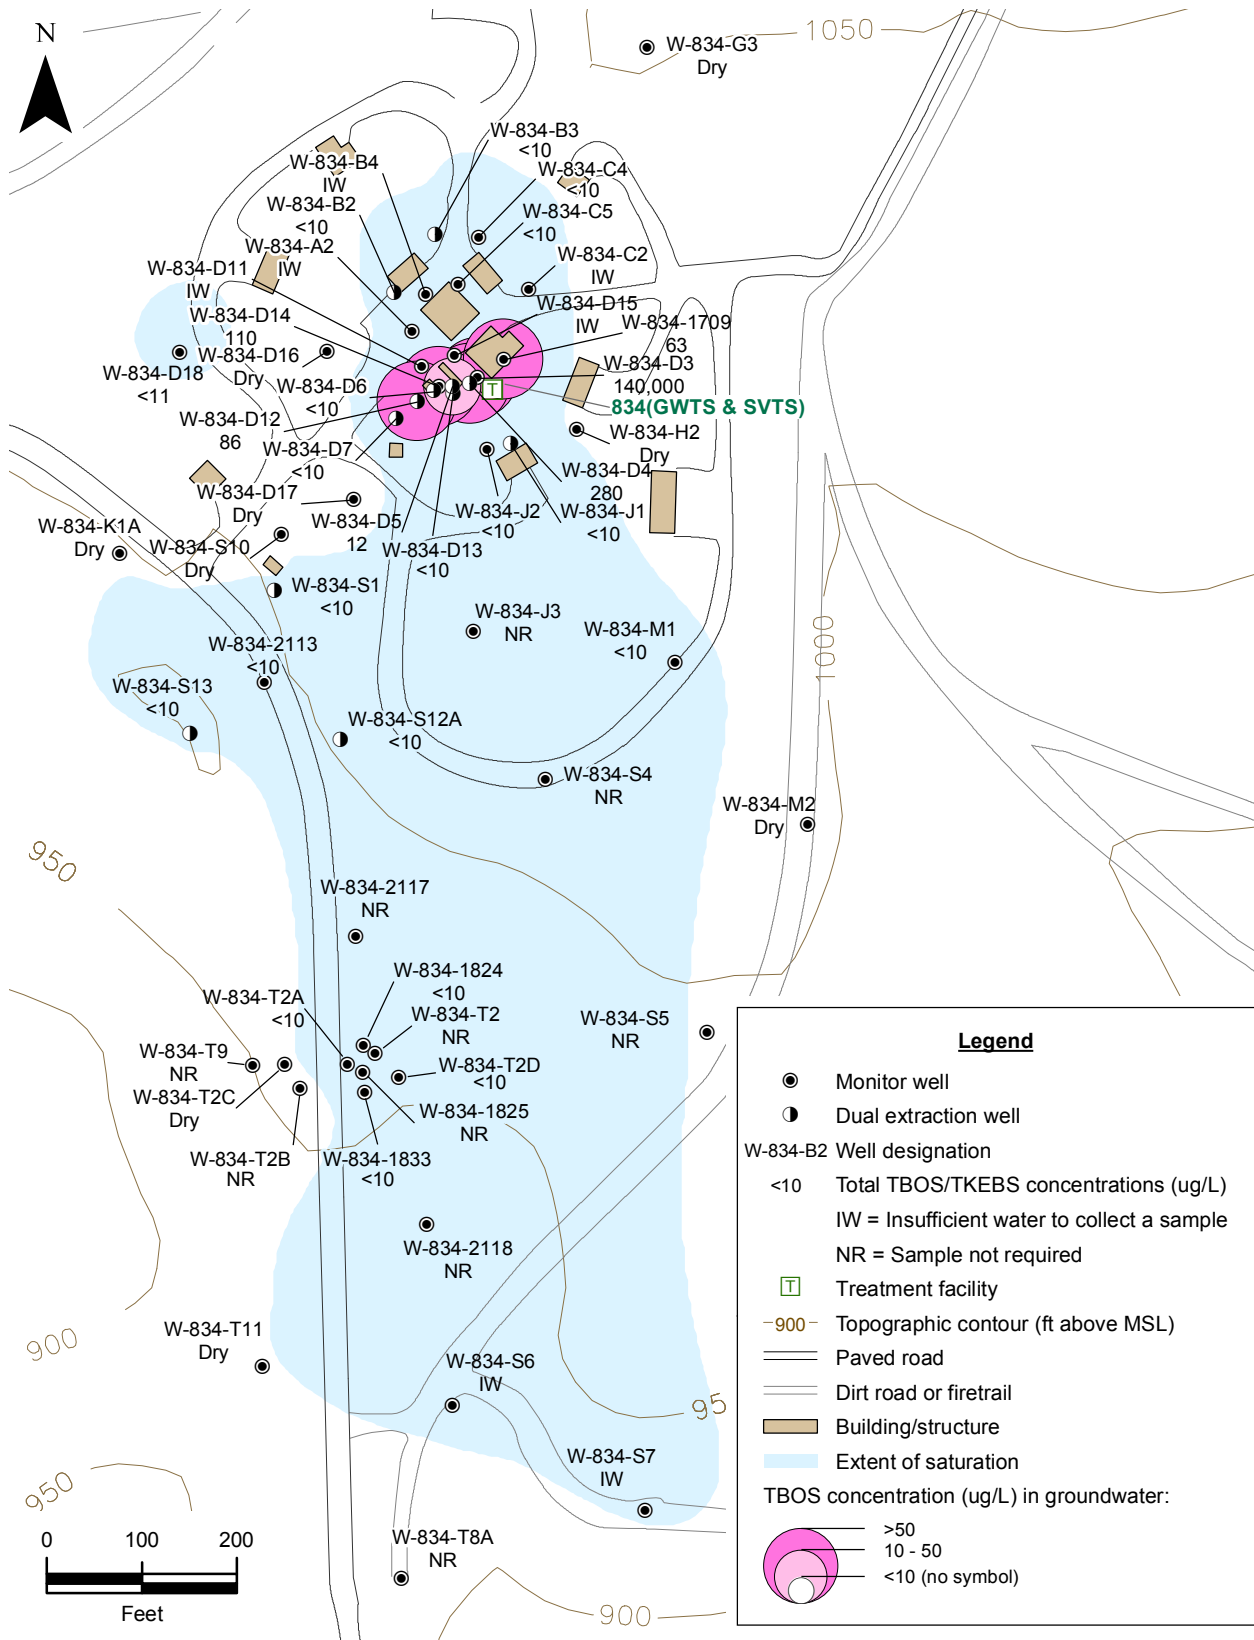 N
1050
W-834-G3
Dry
W-834-B3
<10
W-834-B4
IW
W-834-C4
<10
W-834-B2
<10
W-834-C5
<10
W-834-A2
IW
W-834-C2
IW
W-834-D11
IW
W-834-D15
IW
W-834-D14
110
W-834-1709
63
W-834-D16
Dry
W-834-D18
<11
W-834-D3
140,000
W-834-D6
<10
T
834(GWTS & SVTS)
W-834-D12
86
W-834-H2
Dry
W-834-D7
<10
W-834-D4
280
W-834-D17
Dry
W-834-J2
<10
W-834-J1
<10
W-834-D5
12
W-834-K1A
Dry
W-834-S10
Dry
W-834-D13
<10
W-834-S1
<10
W-834-J3
NR
W-834-M1
<10
1000
W-834-2113
<10
W-834-S13
<10
W-834-S12A
<10
W-834-S4
NR
W-834-M2
Dry
950
W-834-2117
NR
W-834-1824
<10
W-834-T2A
<10
W-834-T2
NR
W-834-S5
NR
W-834-T9
NR
W-834-T2D
<10
W-834-T2C
Dry
W-834-1825
NR
W-834-T2B
NR
W-834-1833
<10
W-834-2118
NR
W-834-T11
Dry
900
W-834-S6
IW
95
W-834-S7
IW
950
W-834-T8A
NR
900
0 100 200
Feet
Legend
Monitor well
Dual extraction well
W-834-B2 Well designation
<10 Total TBOS/TKEBS concentrations (ug/L)
IW = Insufficient water to collect a sample
NR = Sample not required
T Treatment facility
900 Topographic contour (ft above MSL)
Paved road
Dirt road or firetrail
Building/structure
Extent of saturation
TBOS concentration (ug/L) in groundwater:
>50
10 - 50
<10 (no symbol)